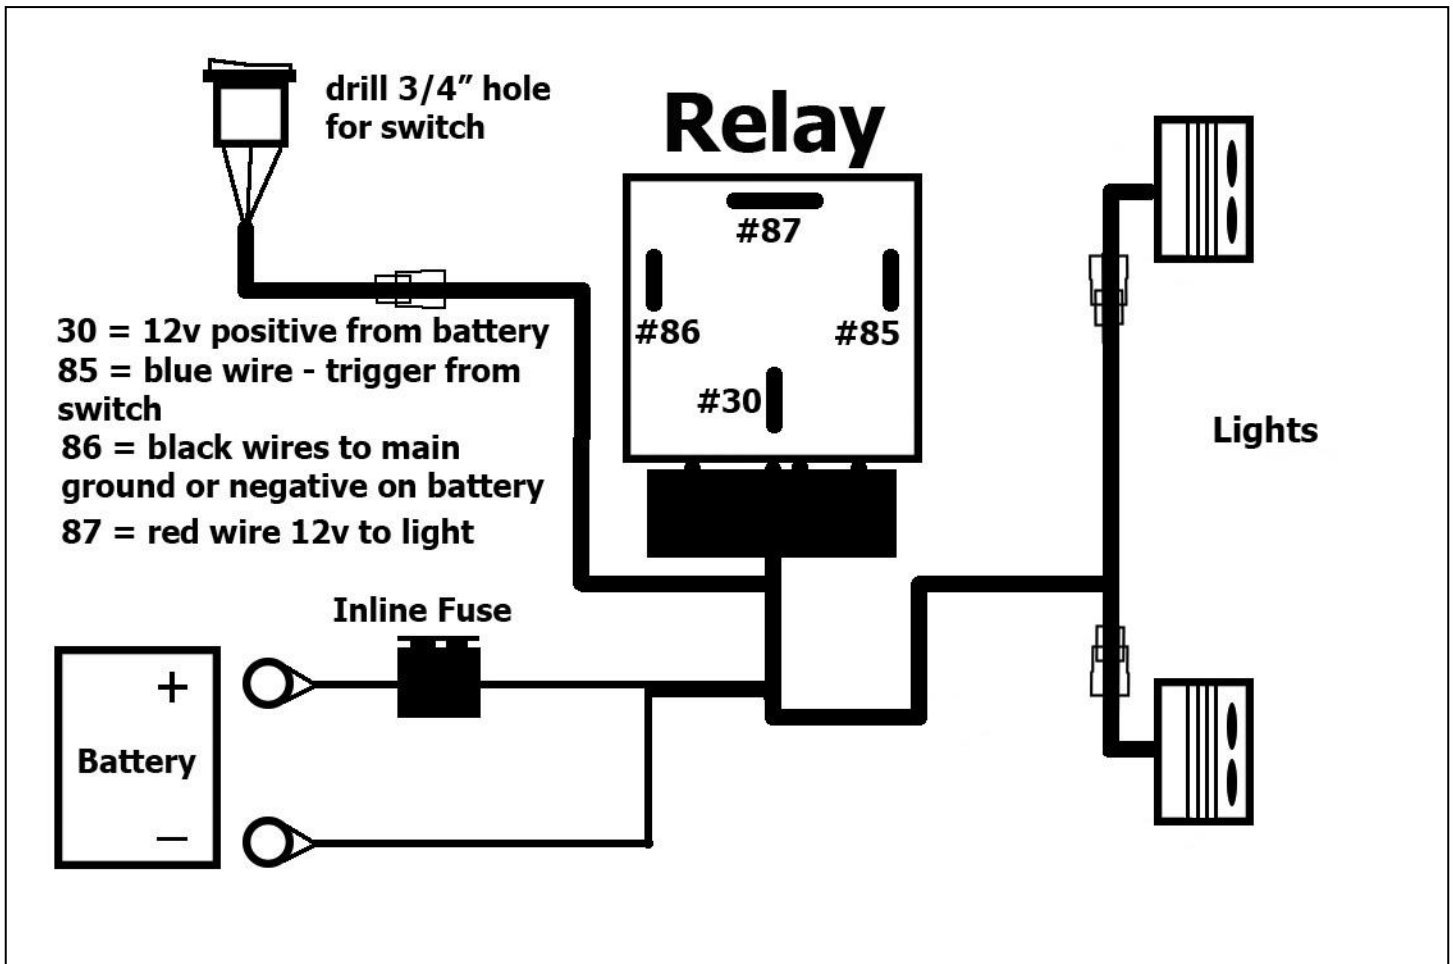 drill 3/4” hole
for switch
Relay
#87
#86
#85
#30
30 = 12v positive from battery
85 = blue wire - trigger from
switch
86 = black wires to main
ground or negative on battery
87 = red wire 12v to light
Lights
Inline Fuse
+
Battery
–